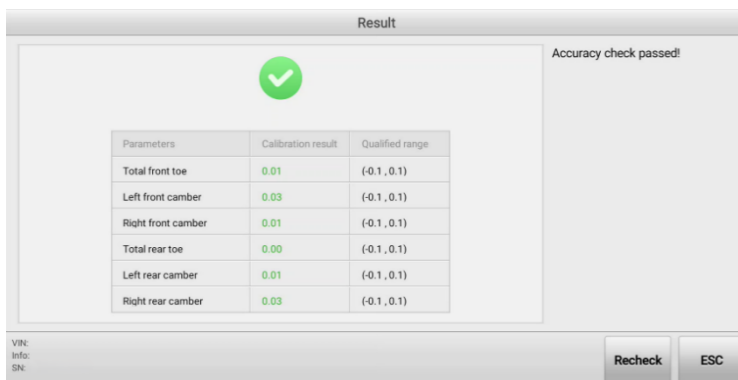 Result
Accuracy check passed!
Parameters Calibration result Qualified range
Total front toe 0.01 (-0.1 , 0.1)
Left front camber 0.03 (-0.1 , 0.1)
Right front camber 0.01 (-0.1 , 0.1)
Total rear toe 0.00 (-0.1 , 0.1)
Left rear camber 0.01 (-0.1 , 0.1)
Right rear camber 0.03 (-0.1 , 0.1)
VIN:
Info:
SN:
Recheck ESC